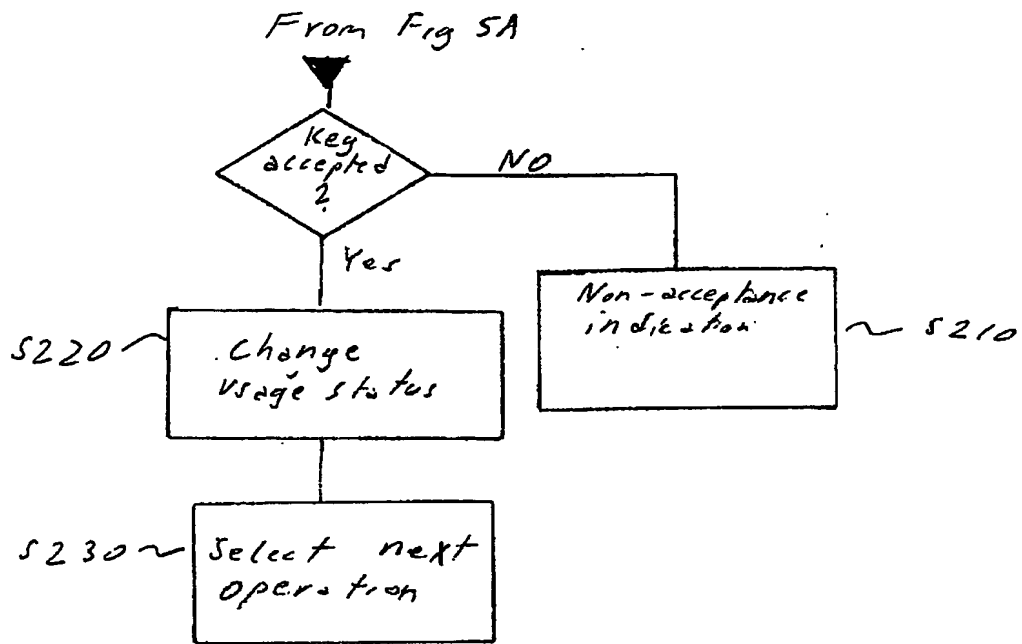 From Fig 5A
Key
accepted
?
NO
Yes
Non-acceptance
indication
S210
S220
Change
usage status
S230
Select next
operation